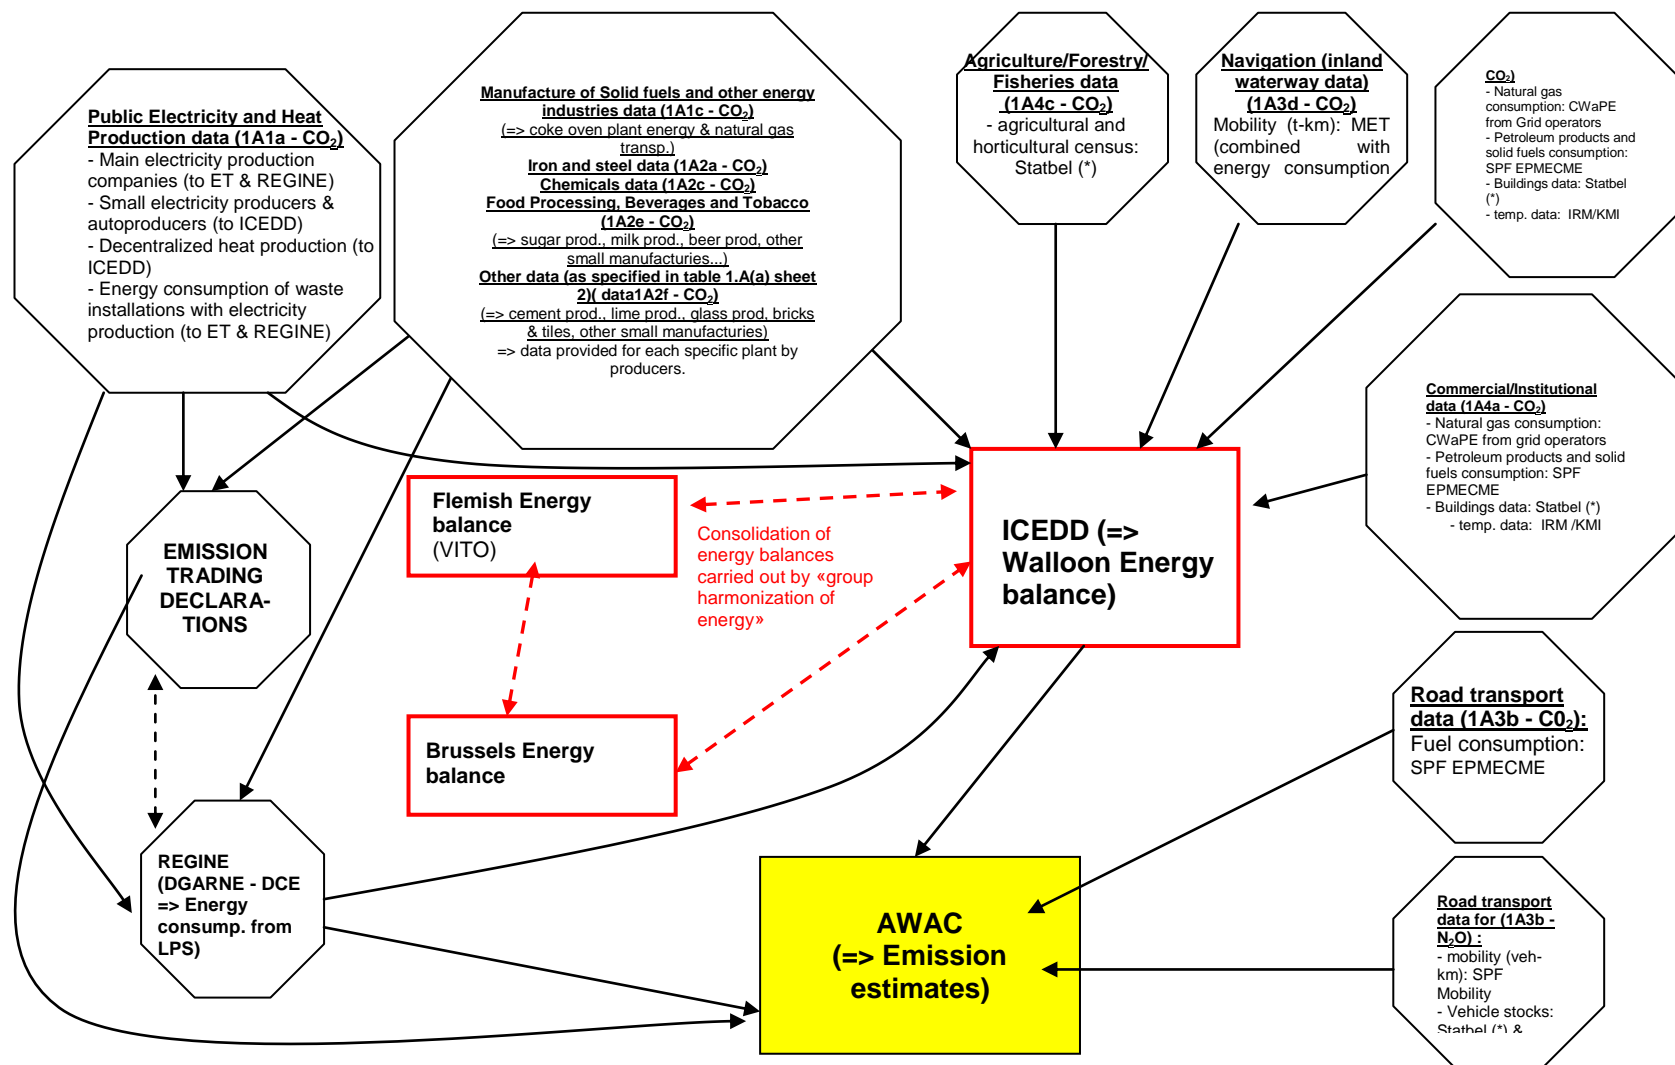 Public Electricity and Heat
Production data (1A1a - CO₂)
- Main electricity production
companies (to ET & REGINE)
- Small electricity producers &
autoproducers (to ICEDD)
- Decentralized heat production (to
ICEDD)
- Energy consumption of waste
installations with electricity
production (to ET & REGINE)
Manufacture of Solid fuels and other energy
industries data (1A1c - CO₂)
(=> coke oven plant energy & natural gas
transp.)
Iron and steel data (1A2a - CO₂)
Chemicals data (1A2c - CO₂)
Food Processing, Beverages and Tobacco
(1A2e - CO₂)
(=> sugar prod., milk prod., beer prod, other
small manufacturies...)
Other data (as specified in table 1.A(a) sheet
2)( data1A2f - CO₂)
(=> cement prod., lime prod., glass prod, bricks
& tiles, other small manufacturies)
=> data provided for each specific plant by
producers.
Agriculture/Forestry/
Fisheries data
(1A4c - CO₂)
- agricultural and
horticultural census:
Statbel (*)
Navigation (inland
waterway data)
(1A3d - CO₂)
Mobility (t-km): MET
(combined with
energy consumption
CO₂)
- Natural gas
consumption: CWaPE
from Grid operators
- Petroleum products and
solid fuels consumption:
SPF EPMECME
- Buildings data: Statbel
(*)
- temp. data: IRM/KMI
Commercial/Institutional
data (1A4a - CO₂)
- Natural gas consumption:
CWaPE from grid operators
- Petroleum products and solid
fuels consumption: SPF
EPMECME
- Buildings data: Statbel (*)
- temp. data: IRM /KMI
Flemish Energy
balance
(VITO)
Consolidation of
energy balances
carried out by «group
harmonization of
energy»
ICEDD (=>
Walloon Energy
balance)
EMISSION
TRADING
DECLARA-
TIONS
Brussels Energy
balance
Road transport
data (1A3b - C0₂):
Fuel consumption:
SPF EPMECME
REGINE
(DGARNE - DCE
=> Energy
consump. from
LPS)
AWAC
(=> Emission
estimates)
Road transport
data for (1A3b -
N₂O) :
- mobility (veh-
km): SPF
Mobility
- Vehicle stocks:
Statbel (*) &